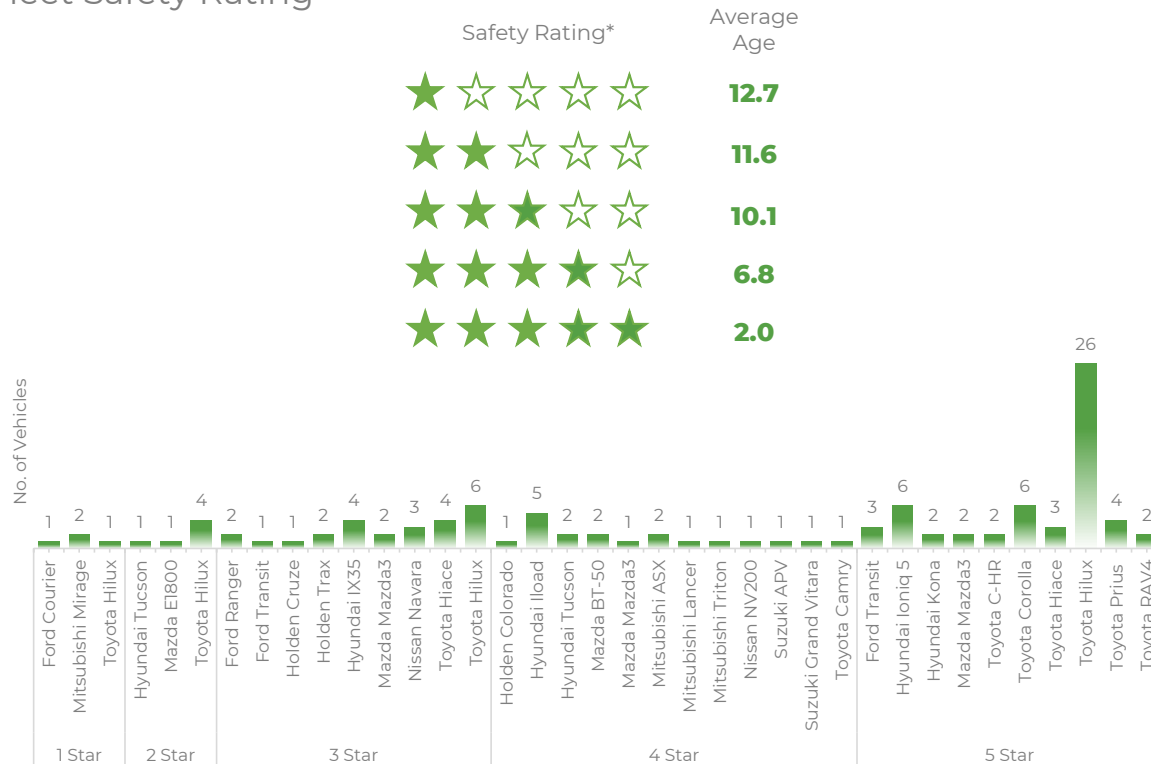 Safety Rating
Safety Rating*
Average
Age
12.7
11.6
10.1
6.8
2.0
No. of Vehicles
1
2
1
1
1
4
2
1
1
2
4
2
3
4
6
1
5
2
2
1
2
1
1
1
1
1
1
3
6
2
2
2
6
3
26
4
2
Ford Courier
Mitsubishi Mirage
Toyota Hilux
Hyundai Tucson
Mazda E1800
Toyota Hilux
Ford Ranger
Ford Transit
Holden Cruze
Holden Trax
Hyundai IX35
Mazda Mazda3
Nissan Navara
Toyota Hiace
Toyota Hilux
Holden Colorado
Hyundai Iload
Hyundai Tucson
Mazda BT-50
Mazda Mazda3
Mitsubishi ASX
Mitsubishi Lancer
Mitsubishi Triton
Nissan NV200
Suzuki APV
Suzuki Grand Vitara
Toyota Camry
Ford Transit
Hyundai Ioniq 5
Hyundai Kona
Mazda Mazda3
Toyota C-HR
Toyota Corolla
Toyota Hiace
Toyota Hilux
Toyota Prius
Toyota RAV4
1 Star
2 Star
3 Star
4 Star
5 Star